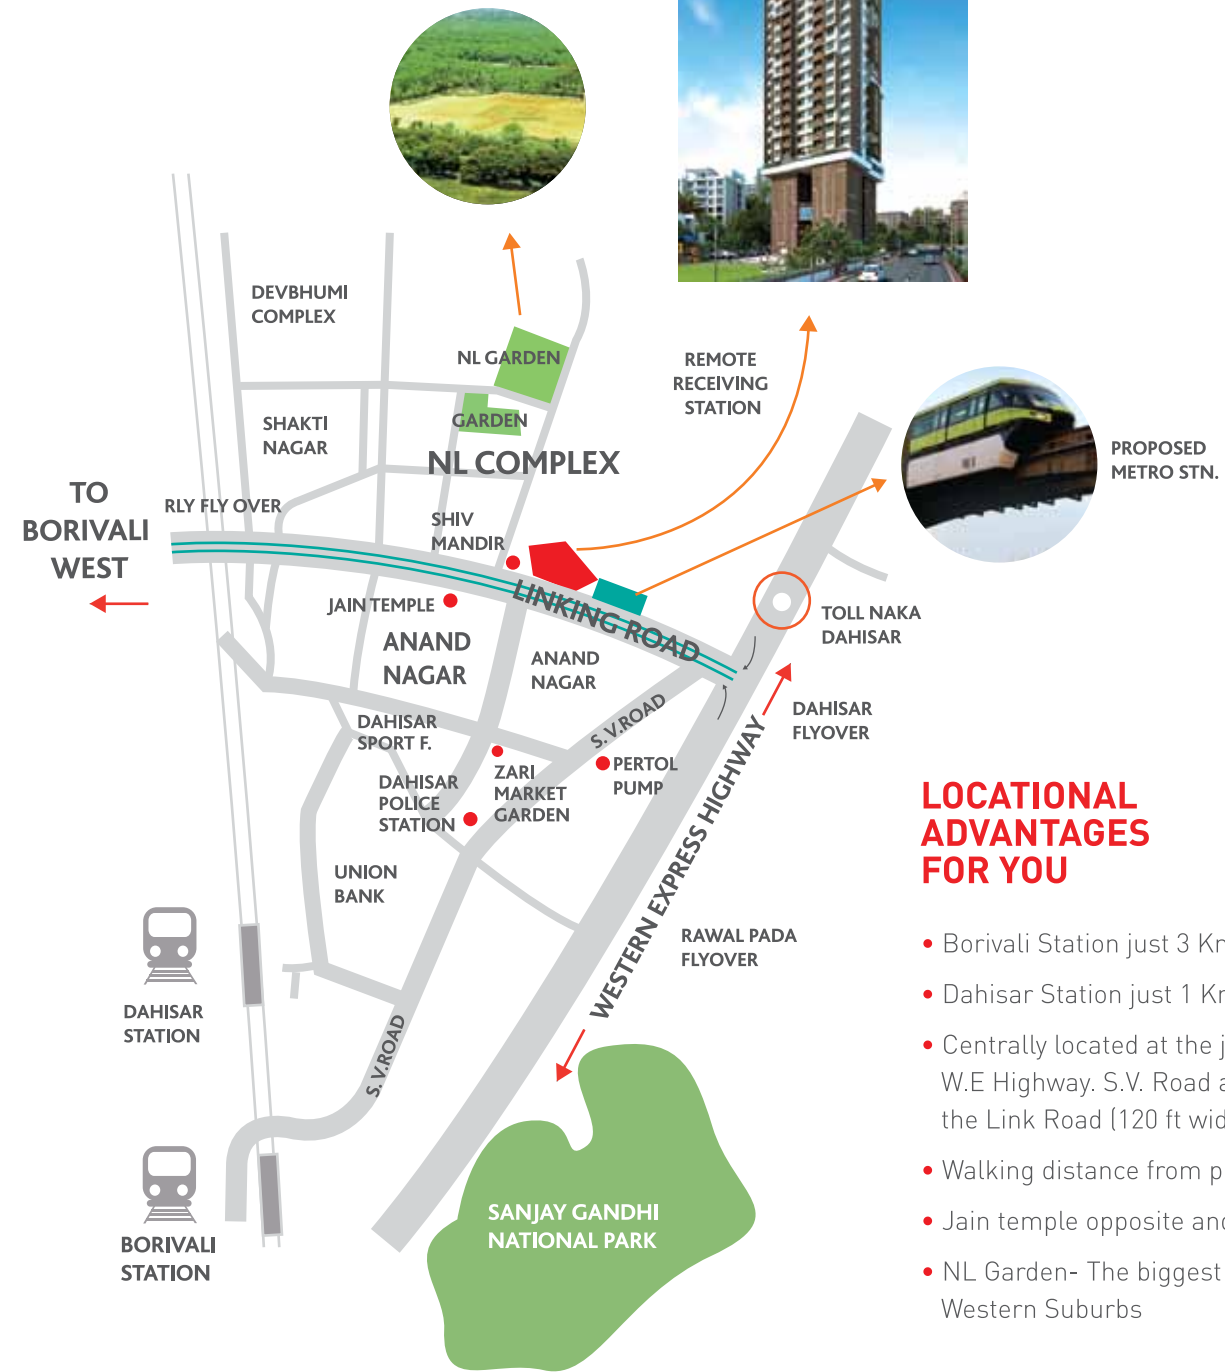 DEVBHUMI
COMPLEX
NL GARDEN
REMOTE
RECEIVING
STATION
SHAKTI
NAGAR
GARDEN
NL COMPLEX
PROPOSED
METRO STN.
TO
BORIVALI
WEST
RLY FLY OVER
SHIV
MANDIR
JAIN TEMPLE
LINKING ROAD
TOLL NAKA
DAHISAR
ANAND
NAGAR
ANAND
NAGAR
DAHISAR
SPORT F.
S. V.ROAD
DAHISAR
FLYOVER
PERTOL
PUMP
ZARI
MARKET
GARDEN
DAHISAR
POLICE
STATION
WESTERN EXPRESS HIGHWAY
UNION
BANK
RAWAL PADA
FLYOVER
DAHISAR
STATION
S. V.ROAD
BORIVALI
STATION
SANJAY GANDHI
NATIONAL PARK
LOCATIONAL
ADVANTAGES
FOR YOU
• Borivali Station just 3
• Dahisar Station just 1
• Centrally located at the
W.E Highway. S.V. Road
the Link Road (120 ft
• Walking distance from
• Jain temple opposite
• NL Garden- The biggest
Western Suburbs